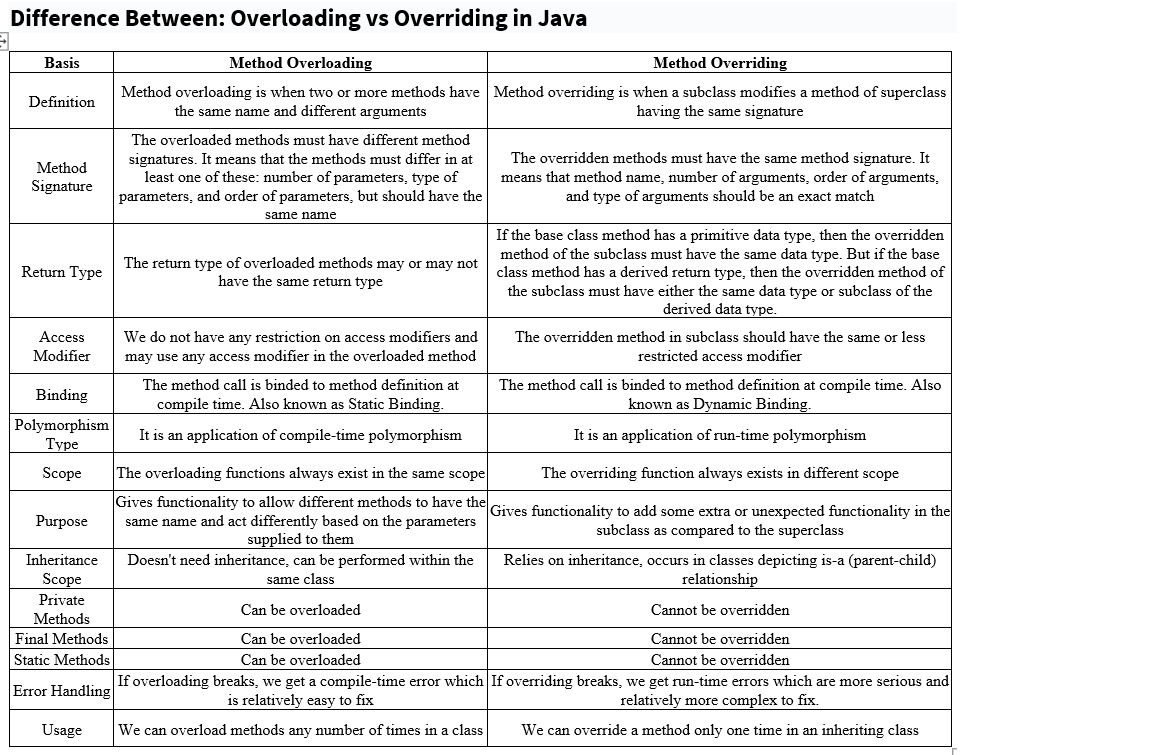 Difference Between: Overloading vs Overriding in Java
Basis
Method Overloading
Method Overriding
Definition
Method overloading is when two or more methods have
the same name and different arguments
Method overriding is when a subclass modifies a method of superclass
having the same signature
Method
Signature
The overloaded methods must have different method
signatures. It means that the methods must differ in at
least one of these: number of parameters, type of
parameters, and order of parameters, but should have the
same name
The overridden methods must have the same method signature. It
means that method name, number of arguments, order of arguments,
and type of arguments should be an exact match
Return Type
The return type of overloaded methods may or may not
have the same return type
If the base class method has a primitive data type, then the overridden
method of the subclass must have the same data type. But if the base
class method has a derived return type, then the overridden method of
the subclass must have either the same data type or subclass of the
derived data type.
Access
Modifier
We do not have any restriction on access modifiers and
may use any access modifier in the overloaded method
The overridden method in subclass should have the same or less
restricted access modifier
Binding
The method call is binded to method definition at
compile time. Also known as Static Binding.
The method call is binded to method definition at compile time. Also
known as Dynamic Binding.
Polymorphism
Type
It is an application of compile-time polymorphism
It is an application of run-time polymorphism
Scope
The overloading functions always exist in the same scope
The overriding function always exists in different scope
Purpose
Gives functionality to allow different methods to have the
same name and act differently based on the parameters
supplied to them
Gives functionality to add some extra or unexpected functionality in the
subclass as compared to the superclass
Inheritance
Scope
Doesn't need inheritance, can be performed within the
same class
Relies on inheritance, occurs in classes depicting is-a (parent-child)
relationship
Private
Methods
Can be overloaded
Cannot be overridden
Final Methods
Can be overloaded
Cannot be overridden
Static Methods
Can be overloaded
Cannot be overridden
Error Handling
If overloading breaks, we get a compile-time error which
is relatively easy to fix
If overriding breaks, we get run-time errors which are more serious and
relatively more complex to fix.
Usage
We can overload methods any number of times in a class
We can override a method only one time in an inheriting class